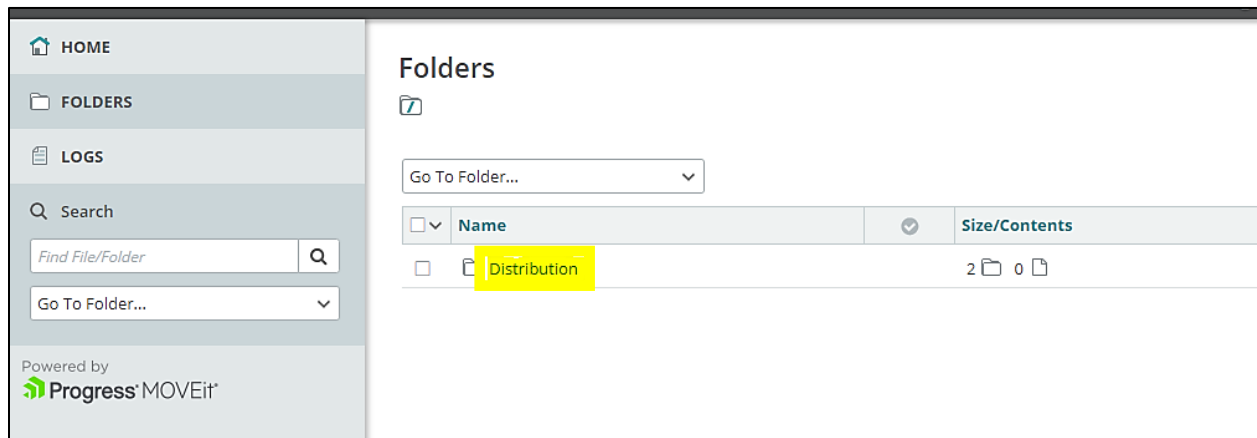 HOME
FOLDERS
LOGS
Search
Find File/Folder
Go To Folder...
Powered by
Progress® MOVEit®
Folders
Go To Folder...
Name Size/Contents
Distribution 2 0